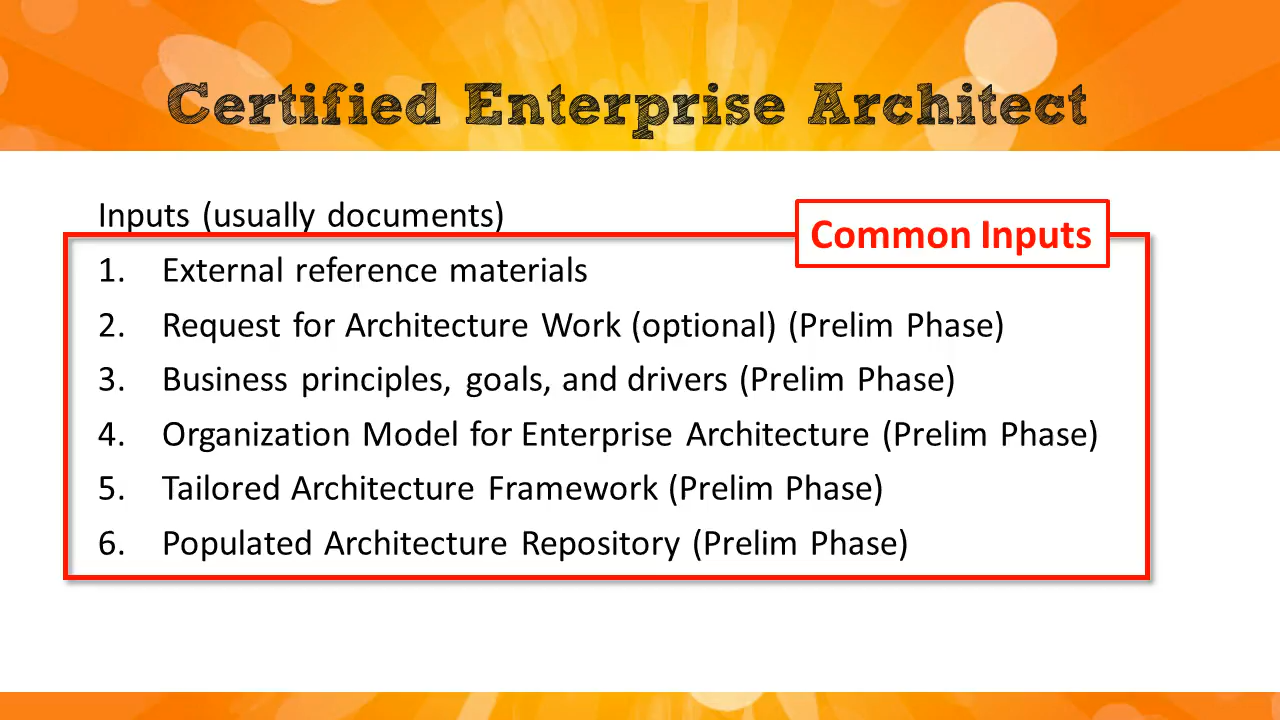 Certified Enterprise Architect
Inputs (usually documents)
Common Inputs
1. External reference materials
2. Request for Architecture Work (optional) (Prelim Phase)
3. Business principles, goals, and drivers (Prelim Phase)
4. Organization Model for Enterprise Architecture (Prelim Phase)
5. Tailored Architecture Framework (Prelim Phase)
6. Populated Architecture Repository (Prelim Phase)